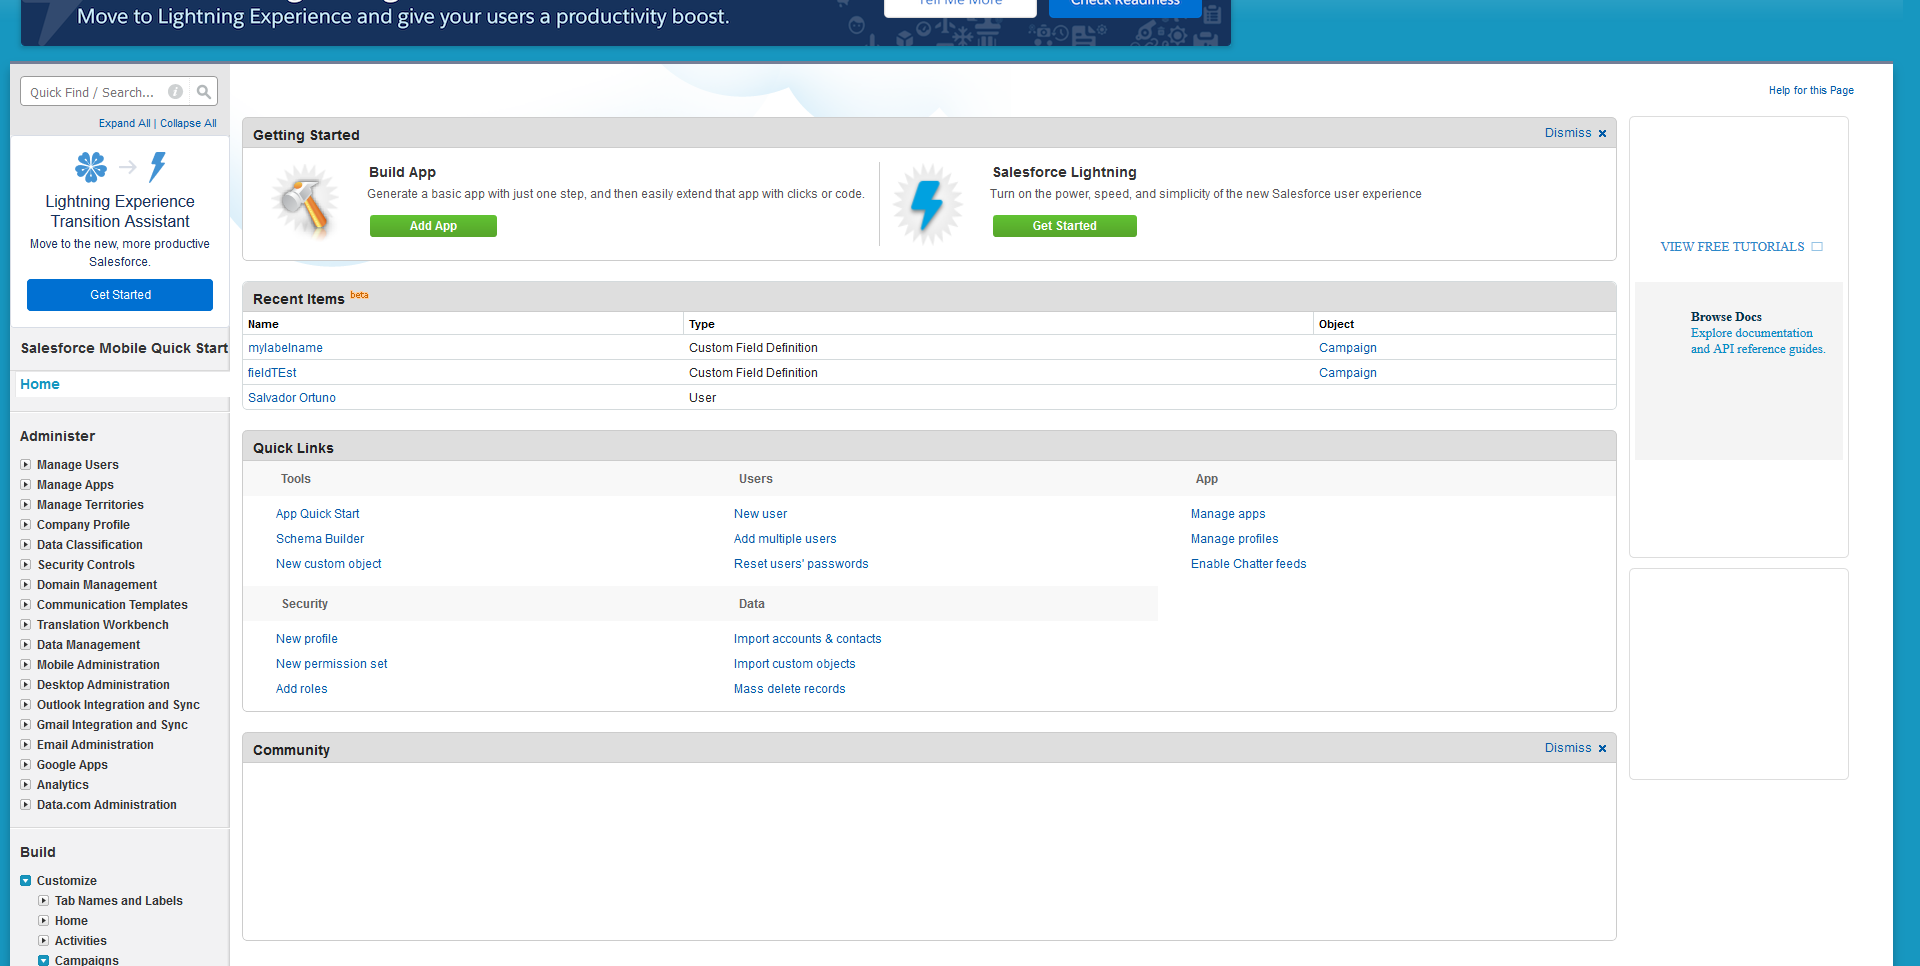 Move to Lightning Experience and give your users a productivity boost.
Tell Me More
Check Readiness
Quick Find / Search...
Expand All | Collapse All
Lightning Experience
Transition Assistant
Move to the new, more productive
Salesforce.
Get Started
Salesforce Mobile Quick Start
Home
Administer
Manage Users
Manage Apps
Manage Territories
Company Profile
Data Classification
Security Controls
Domain Management
Communication Templates
Translation Workbench
Data Management
Mobile Administration
Desktop Administration
Outlook Integration and Sync
Gmail Integration and Sync
Email Administration
Google Apps
Analytics
Data.com Administration
Build
Customize
Tab Names and Labels
Home
Activities
Campaigns
Help for this Page
Getting Started
Dismiss
Build App
Generate a basic app with just one step, and then easily extend that app with clicks or code.
Add App
Salesforce Lightning
Turn on the power, speed, and simplicity of the new Salesforce user experience
Get Started
Recent Items beta
Name Type Object
mylabelname Custom Field Definition Campaign
fieldTEst Custom Field Definition Campaign
Salvador Ortuno User
Quick Links
Tools Users App
App Quick Start New user Manage apps
Schema Builder Add multiple users Manage profiles
New custom object Reset users' passwords Enable Chatter feeds
Security Data
New profile Import accounts & contacts
New permission set Import custom objects
Add roles Mass delete records
Community
Dismiss
VIEW FREE TUTORIALS
Browse Docs
Explore documentation
and API reference guides.